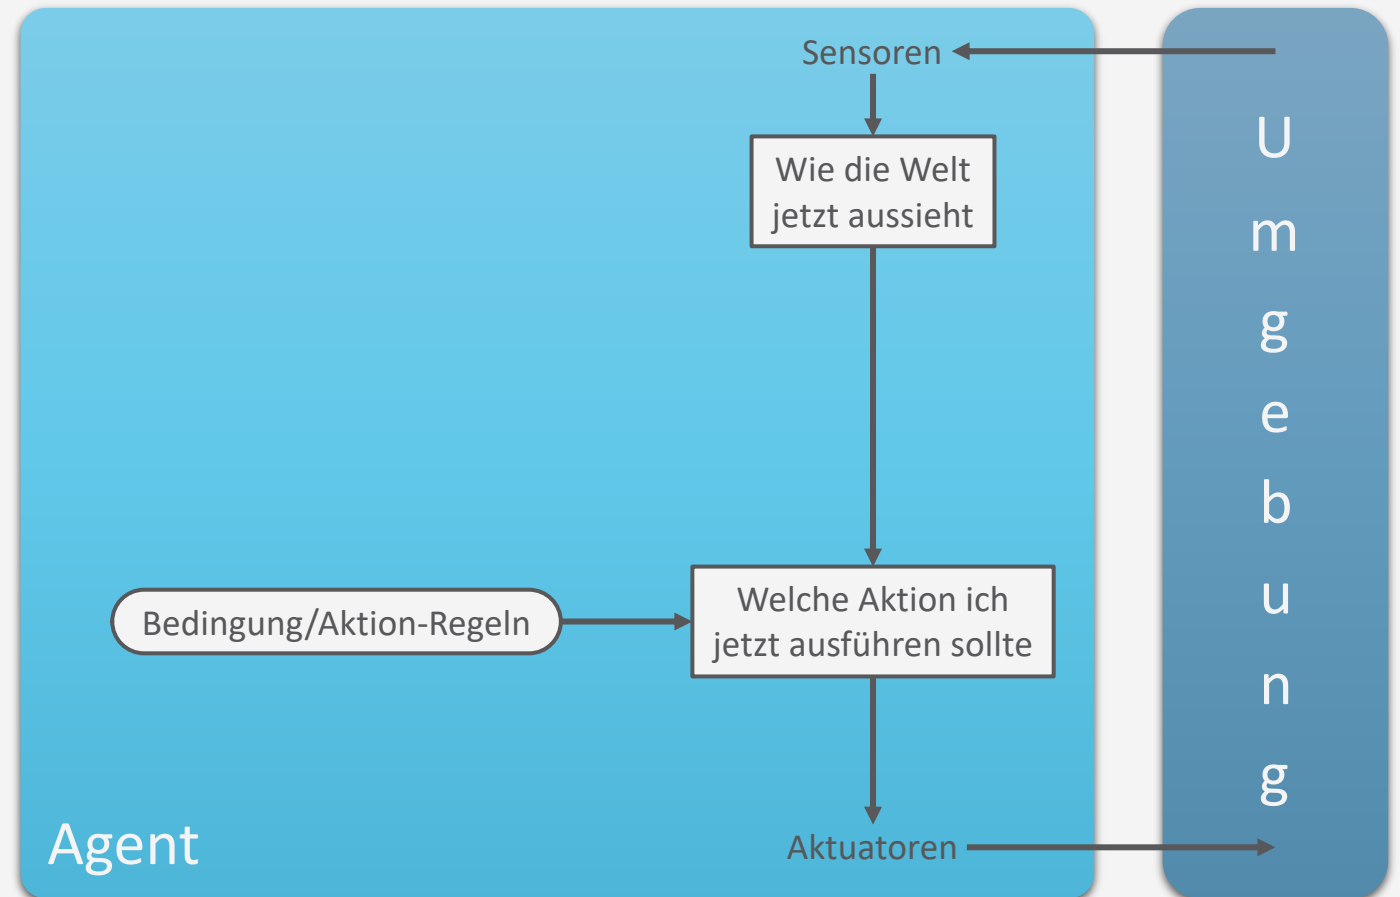 Sensoren
Wie die Welt
jetzt aussieht
Bedingung/Aktion-Regeln
Welche Aktion ich
jetzt ausführen sollte
Agent
Aktuatoren
U
m
g
e
b
u
n
g